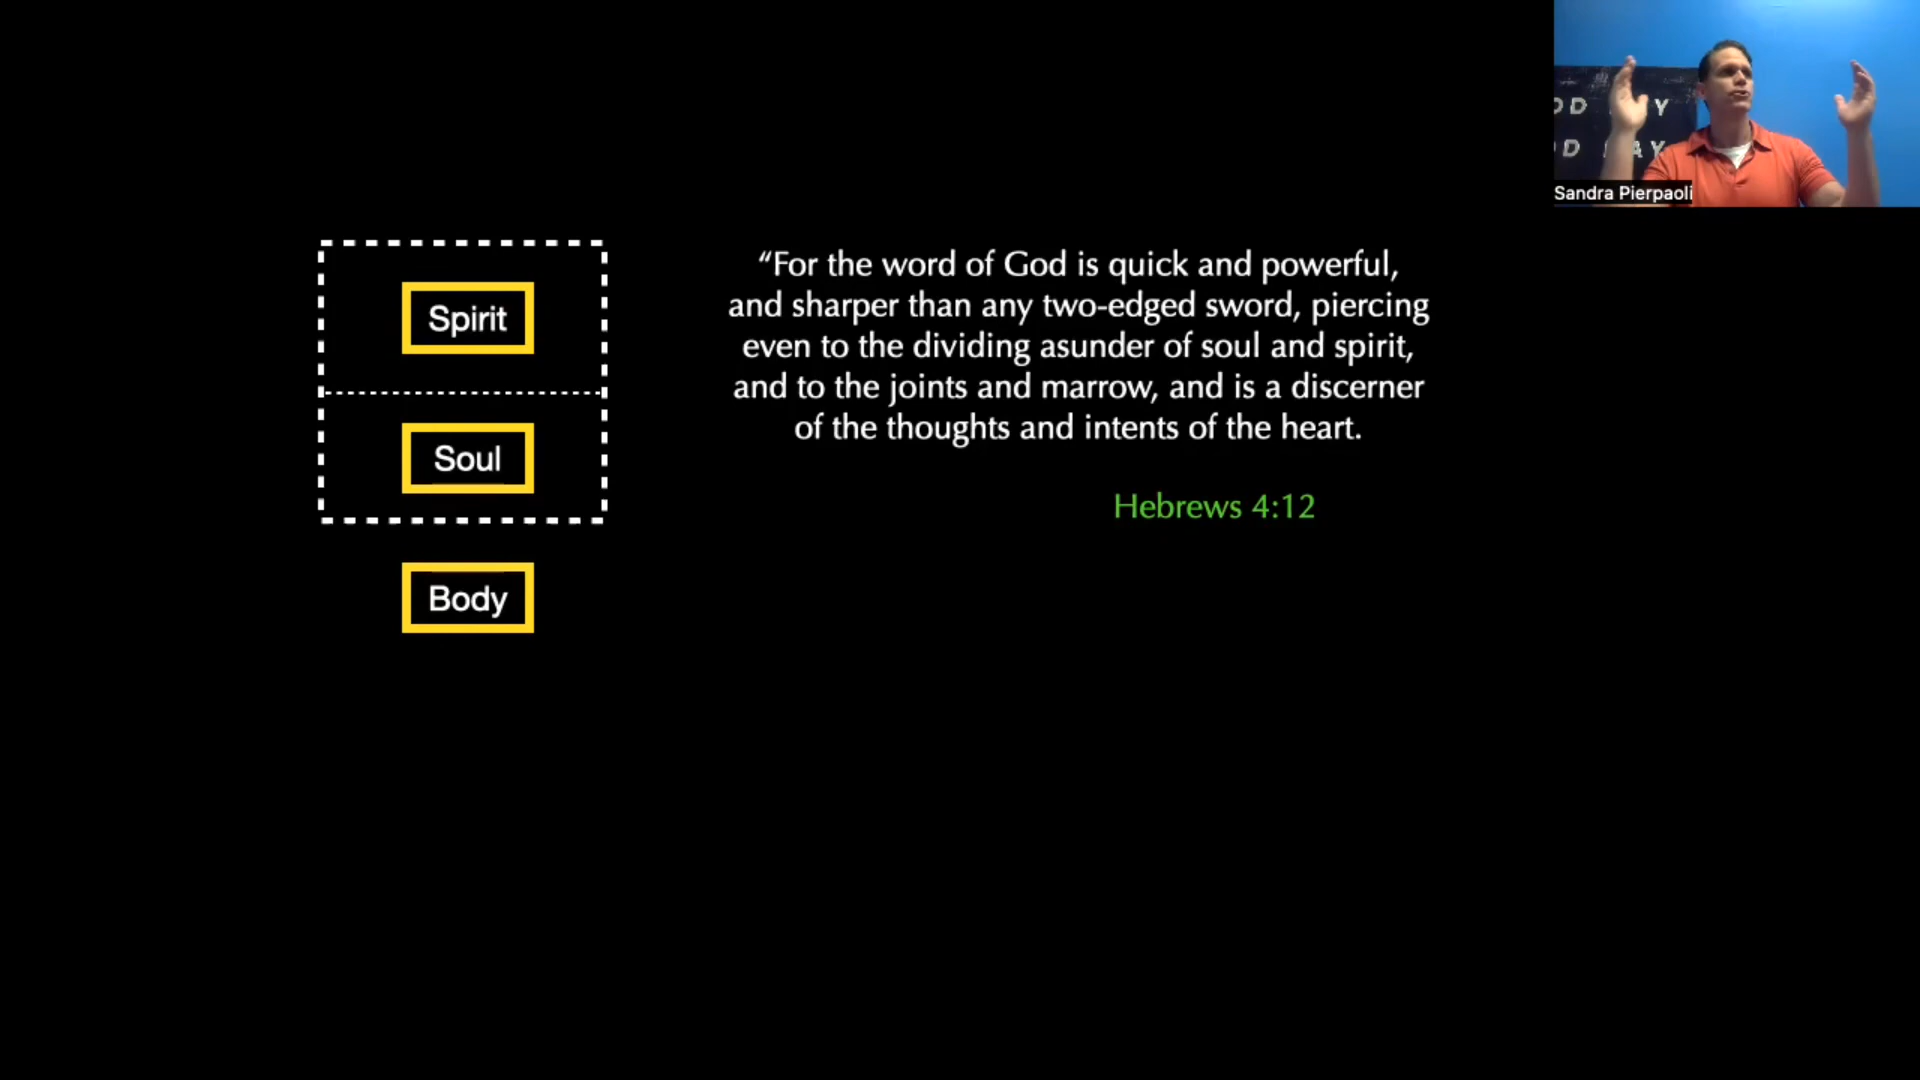 Sandra Pierpaoli
Spirit
Soul
Body
“For the word of God is quick and powerful,
and sharper than any two-edged sword, piercing
even to the dividing asunder of soul and spirit,
and to the joints and marrow, and is a discerner
of the thoughts and intents of the heart.
Hebrews 4:12